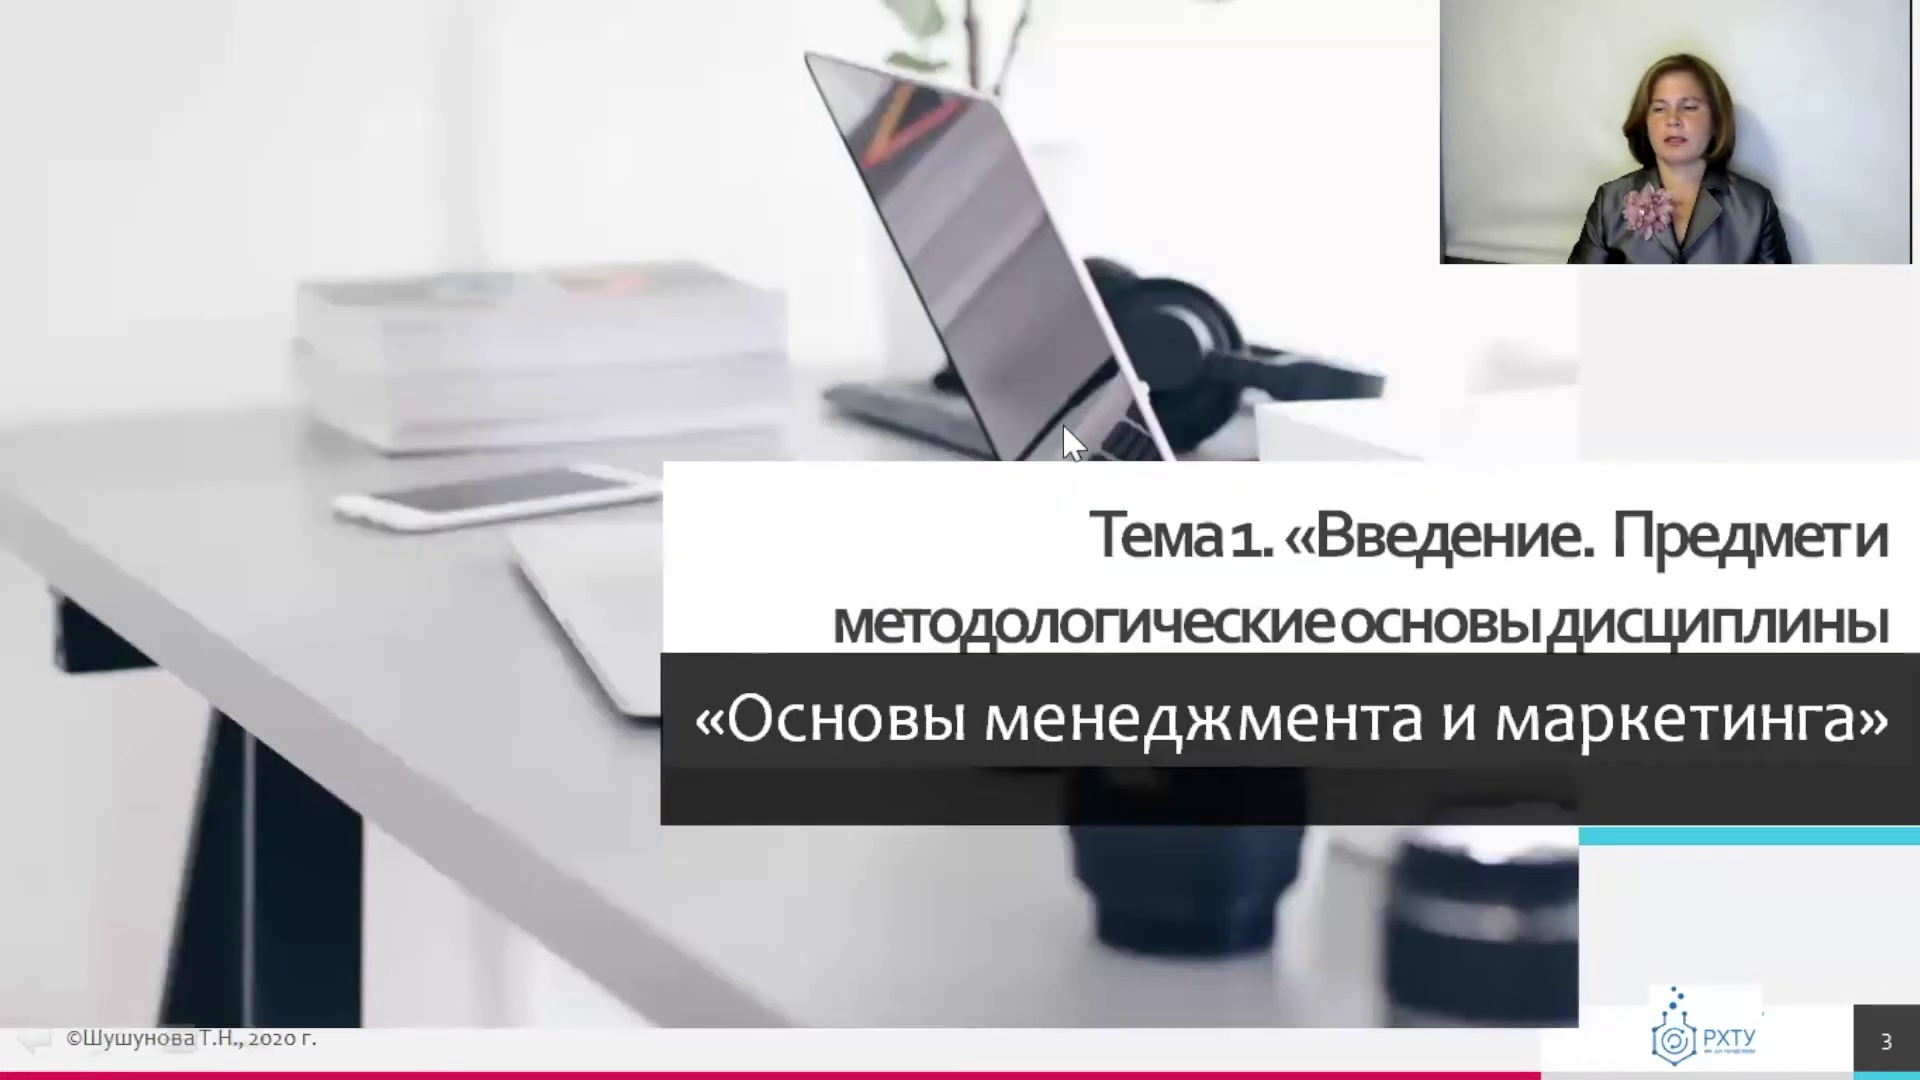 Тема 1. «Введение. Предмет и
методологические основы дисциплины
«Основы менеджмента и маркетинга»
©Шушунова Т.Н., 2020 г.
РХТУ
3